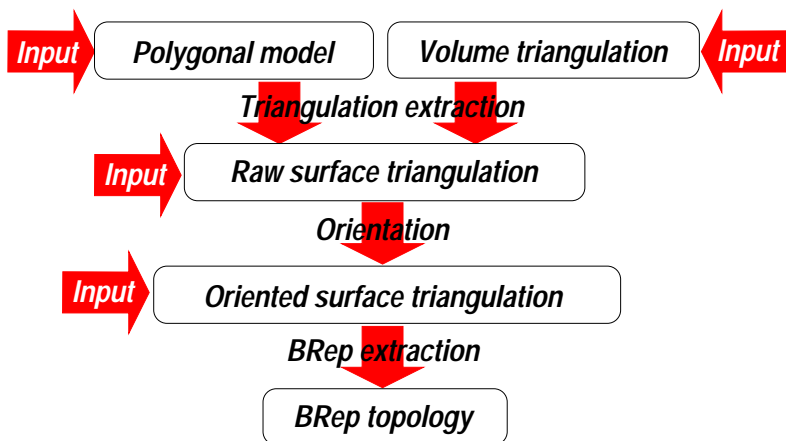 Input Polygonal model Volume triangulation Input
Triangulation extraction
Input Raw surface triangulation
Orientation
Input Oriented surface triangulation
BRep extraction
BRep topology